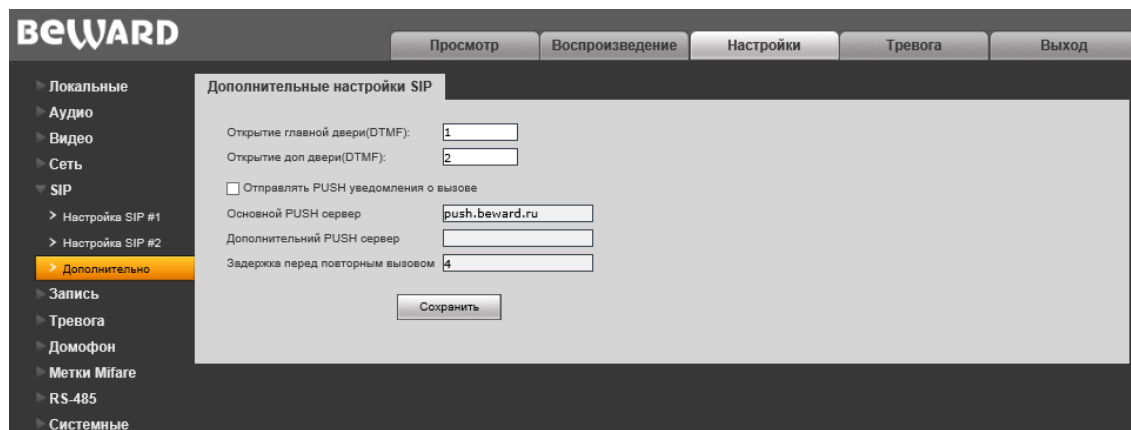 BEWARD
Просмотр Воспроизведение Настройки Тревога Выход
Локальные
Аудио
Видео
Сеть
SIP
Настройка SIP #1
Настройка SIP #2
Дополнительно
Запись
Тревога
Домофон
Метки Mifare
RS-485
Системные
Дополнительные настройки SIP
Открытие главной двери(DTMF): 1
Открытие доп двери(DTMF): 2
Отправлять PUSH уведомления о вызове
Основной PUSH сервер push.beward.ru
Дополнительний PUSH сервер
Задержка перед повторным вызовом 4
Сохранить